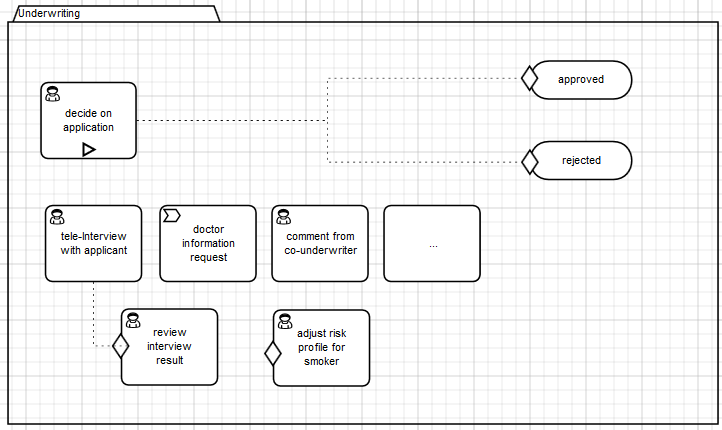 Underwriting
decide on
application
approved
rejected
tele-Interview
with applicant
doctor
information
request
comment from
co-underwriter
...
review
interview
result
adjust risk
profile for
smoker